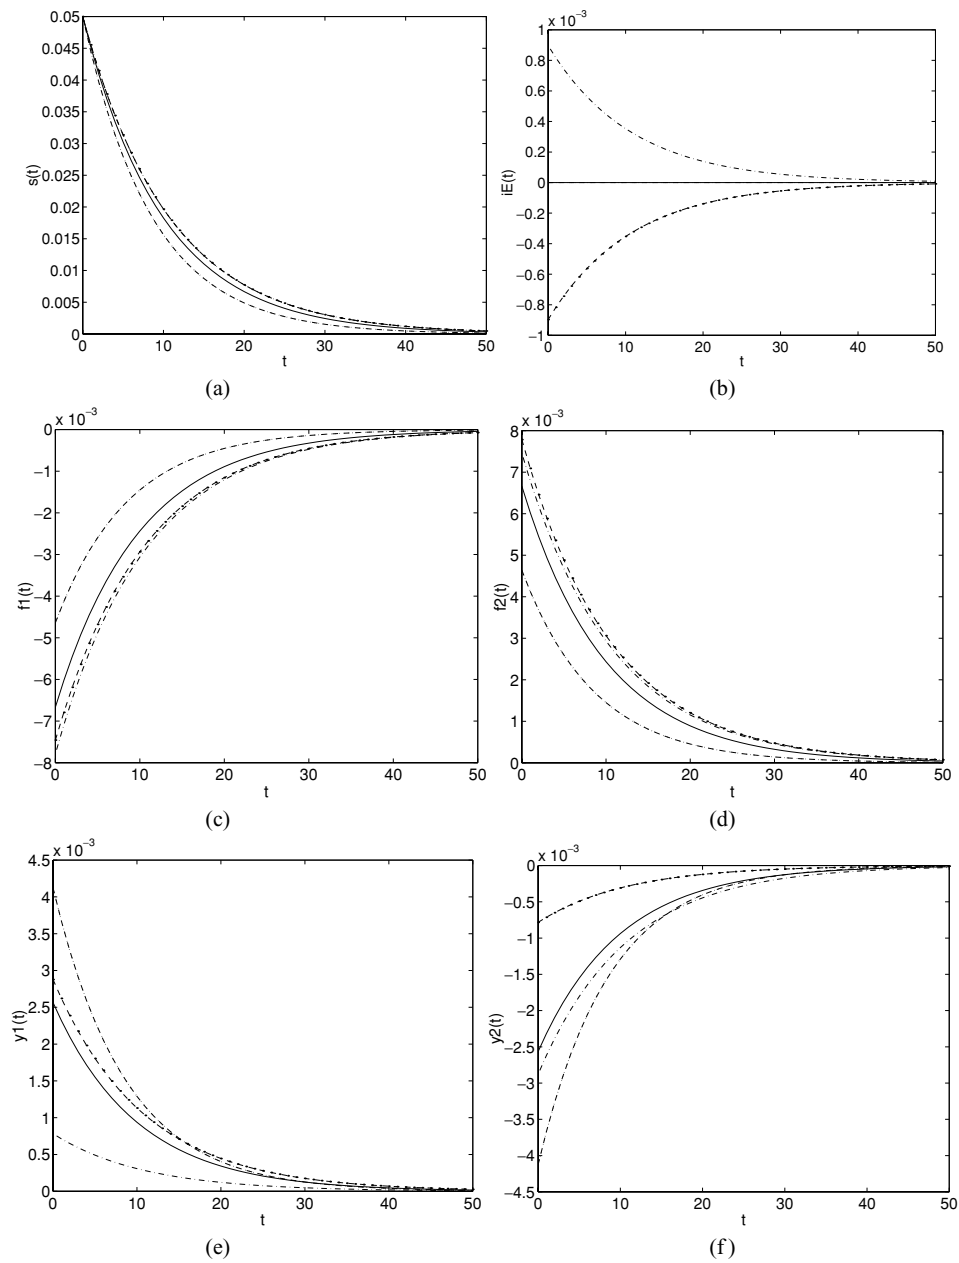 0.05
0.045
0.04
0.035
0.03
0.025
0.02
0.015
0.01
0.005
0
s(t)
0 10 20 30 40 50
t
(a)
x 10⁻³
1
0.8
0.6
0.4
0.2
0
−0.2
−0.4
−0.6
−0.8
−1
iE(t)
0 10 20 30 40 50
t
(b)
x 10⁻³
0
−1
−2
−3
−4
−5
−6
−7
−8
f1(t)
0 10 20 30 40 50
t
(c)
x 10⁻³
8
7
6
5
4
3
2
1
0
f2(t)
0 10 20 30 40 50
t
(d)
x 10⁻³
4.5
4
3.5
3
2.5
2
1.5
1
0.5
0
y1(t)
0 10 20 30 40 50
t
(e)
x 10⁻³
0
−0.5
−1
−1.5
−2
−2.5
−3
−3.5
−4
−4.5
y2(t)
0 10 20 30 40 50
t
(f)